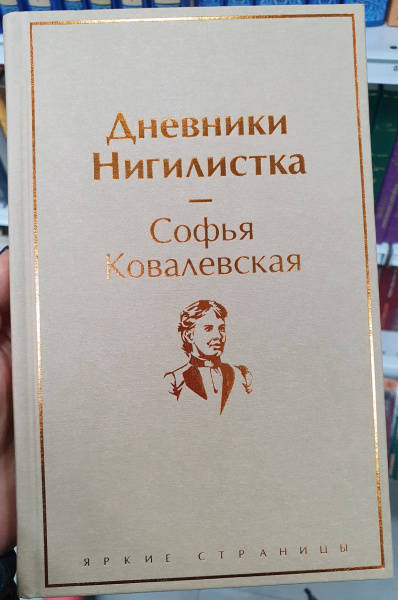 Дневники
Нигилистка
Софья
Ковалевская
ЯРКИЕ СТРАНИЦЫ